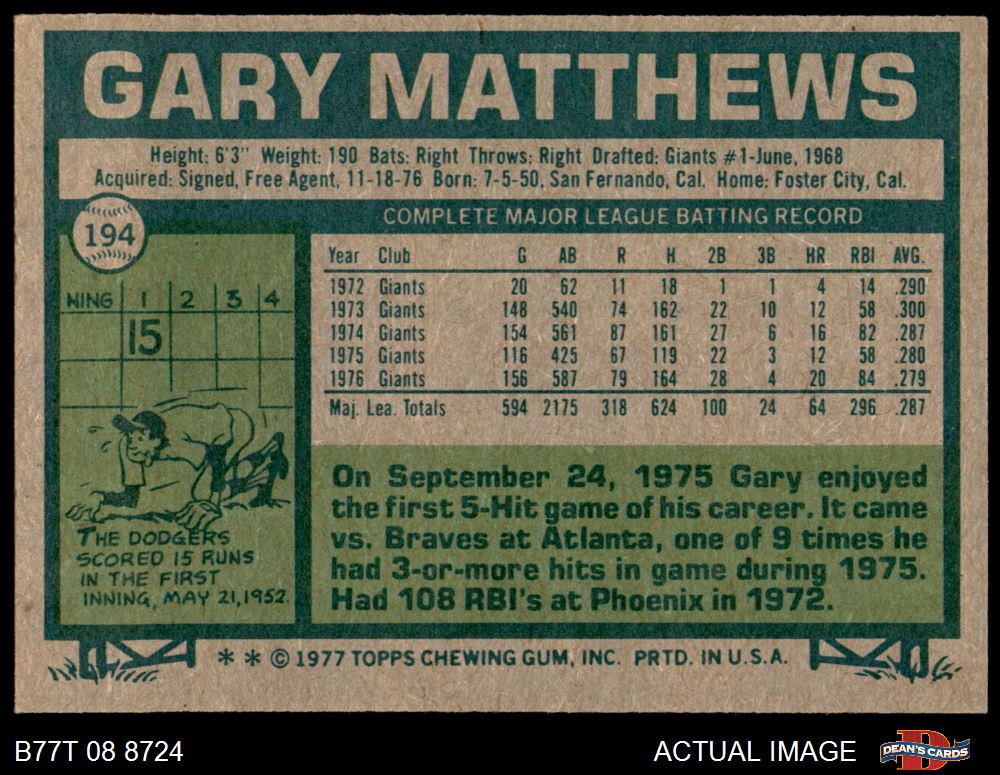 GARY MATTHEWS
Height: 6'3" Weight: 190 Bats: Right Throws: Right Drafted: Giants #1-June, 1968
Acquired: Signed, Free Agent, 11-18-76 Born: 7-5-50, San Fernando, Cal. Home: Foster City, Cal.
194
NING 1 2 3 4
15
THE DODGERS
SCORED 15 RUNS
IN THE FIRST
INNING, MAY 21, 1952.
COMPLETE MAJOR LEAGUE BATTING RECORD
Year Club G AB R H 2B 3B HR RBI AVG.
1972 Giants 20 62 11 18 1 1 4 14 .290
1973 Giants 148 540 74 162 22 10 12 58 .300
1974 Giants 154 561 87 161 27 6 16 82 .287
1975 Giants 116 425 67 119 22 3 12 58 .280
1976 Giants 156 587 79 164 28 4 20 84 .279
Maj. Lea. Totals 594 2175 318 624 100 24 64 296 .287
On September 24, 1975 Gary enjoyed
the first 5-Hit game of his career. It came
vs. Braves at Atlanta, one of 9 times he
had 3-or-more hits in game during 1975.
Had 108 RBI's at Phoenix in 1972.
* * © 1977 TOPPS CHEWING GUM, INC. PRTD. IN U.S.A.
B77T 08 8724
ACTUAL IMAGE
D
DEAN'S CARDS